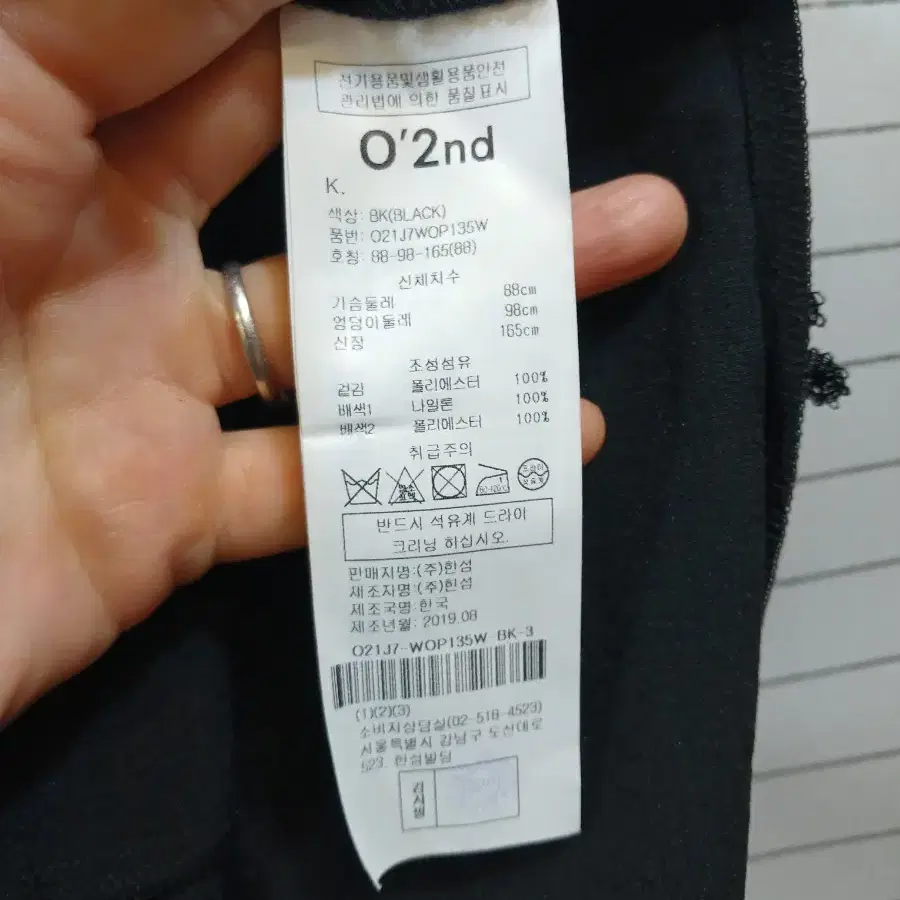 전기용품및생활용품안전
관리법에 의한 품질표시
O'2nd
K.
색상: BK(BLACK)
품번: O21J7WOP135W
호칭: 88-98-165(88)
신체치수
가슴둘레 88cm
엉덩이둘레 98cm
신장 165cm
조성섬유
겉감 폴리에스터 100%
배색1 나일론 100%
배색2 폴리에스터 100%
취급주의
드라이
석유계
반드시 석유계 드라이
크리닝 하십시오.
판매자명:(주)한섬
제조자명:(주)한섬
제조국명:한국
제조년월: 2019.08
O21J7-WOP135W-BK-3
(1)(2)(3)
소비자상담실(02-518-4523)
서울특별시 강남구 도산대로
523 한섬빌딩
검사필